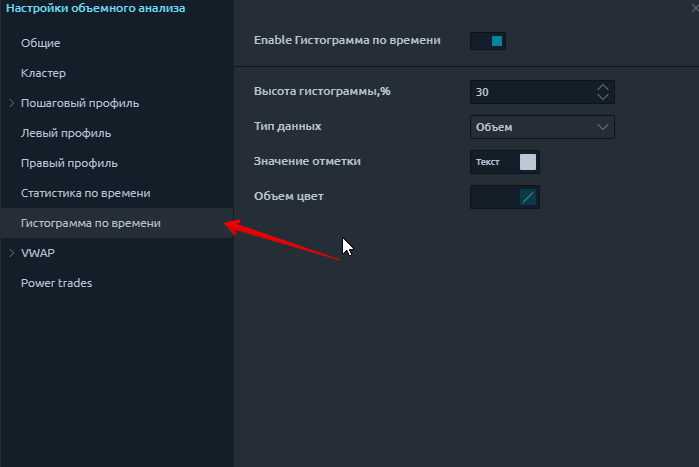 Настройки объемного анализа
Общие
Кластер
Пошаговый профиль
Левый профиль
Правый профиль
Статистика по времени
Гистограмма по времени
VWAP
Power trades
Enable Гистограмма по времени
Высота гистограммы,% 30
Тип данных Объем
Значение отметки Текст
Объем цвет